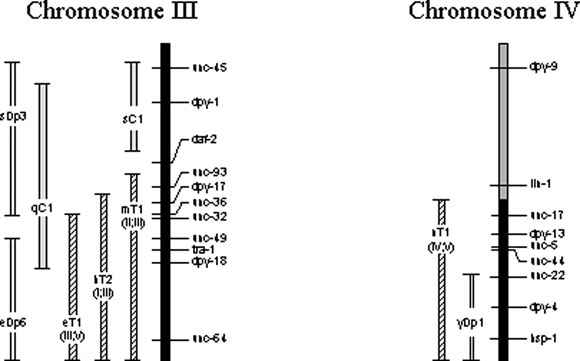 Chromosome III
Chromosome IV
unc-45
dpy-9
sC1
dpy-1
sDp3
daf-2
unc-93
dpy-17
lin-1
qC1
mT1
(II;III)
unc-36
unc-32
unc-17
nT1
(IV;V)
dpy-13
unc-49
tra-1
unc-5
unc-44
dpy-18
hT2
(I;III)
unc-22
eDp6
eT1
(III;V)
yDp1
dpy-4
unc-64